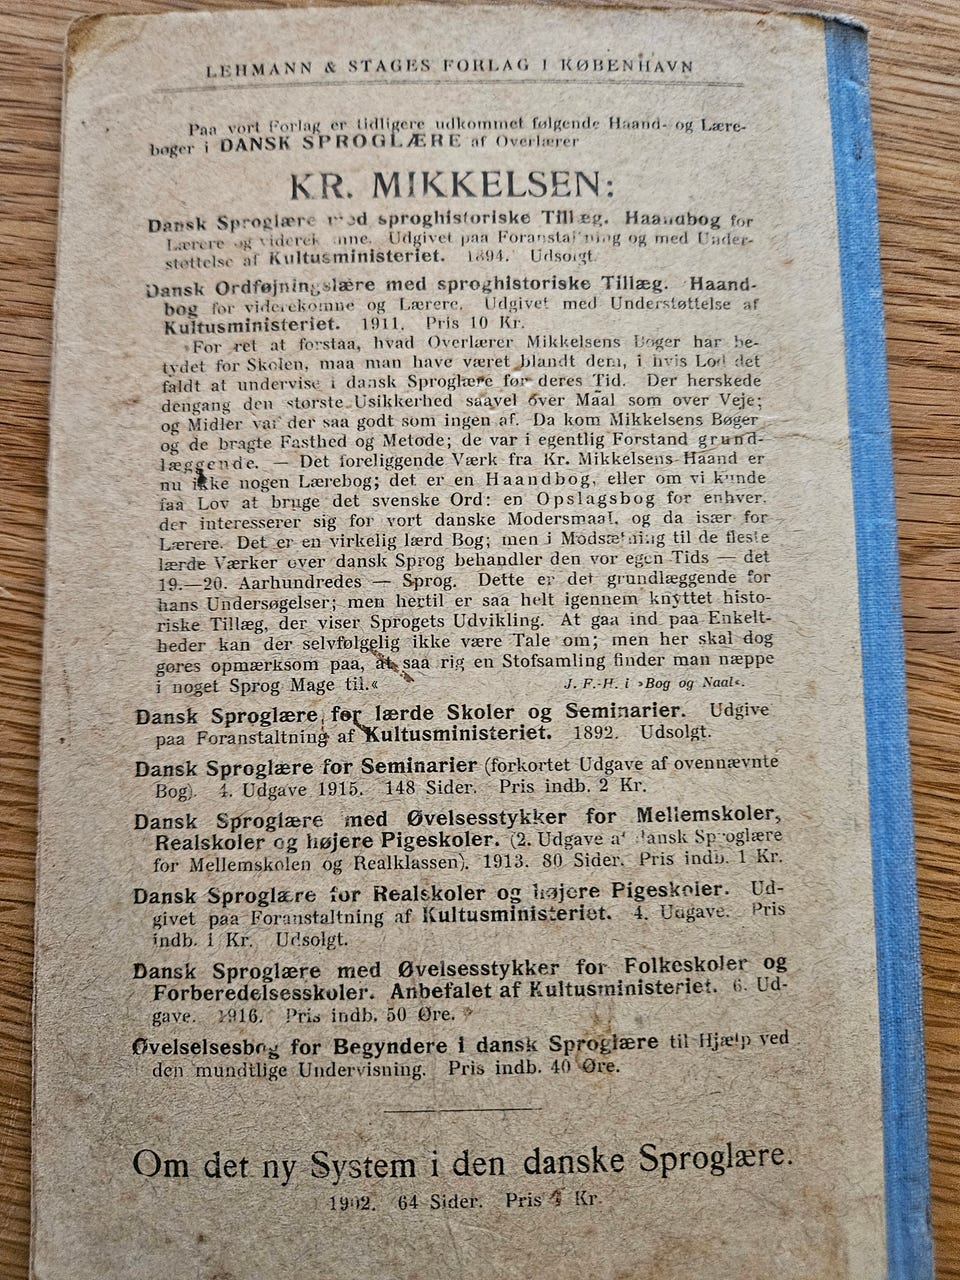 LEHMANN & STAGES FORLAG I KØBENHAVN
Paa vort Forlag er tidligere udkommet følgende Haand- og Lære-
bøger i DANSK SPROGLÆRE af Overlærer
KR. MIKKELSEN:
Dansk Sproglære med sproghistoriske Tillæg. Haandbog for
Lærere og viderekomne. Udgivet paa Foranstaltning og med Under-
støttelse af Kultusministeriet. 1894. Udsolgt.
Dansk Ordføjningslære med sproghistoriske Tillæg. Haand-
bog for viderekomne og Lærere. Udgivet med Understøttelse af
Kultusministeriet. 1911. Pris 10 Kr.
»For ret at forstaa, hvad Overlærer Mikkelsens Bøger har be-
tydet for Skolen, maa man have været blandt dem, i hvis Lod det
faldt at undervise i dansk Sproglære før deres Tid. Der herskede
dengang den største Usikkerhed saavel over Maal som over Veje;
og Midler var der saa godt som ingen af. Da kom Mikkelsens Bøger
og de bragte Fasthed og Metode; de var i egentlig Forstand grund-
læggende. — Det foreliggende Værk fra Kr. Mikkelsens Haand er
nu ikke nogen Lærebog; det er en Haandbog, eller om vi kunde
faa Lov at bruge det svenske Ord: en Opslagsbog for enhver.
der interesserer sig for vort danske Modersmaal, og da især for
Lærere. Det er en virkelig lærd Bog; men i Modsætning til de fleste
lærde Værker over dansk Sprog behandler den vor egen Tids — det
19.—20. Aarhundredes — Sprog. Dette er det grundlæggende for
hans Undersøgelser; men hertil er saa helt igennem knyttet histo-
riske Tillæg, der viser Sprogets Udvikling. At gaa ind paa Enkelt-
heder kan der selvfølgelig ikke være Tale om; men her skal dog
gøres opmærksom paa, at saa rig en Stofsamling finder man næppe
i noget Sprog Mage til.« J. F.-H. i »Bog og Naal«.
Dansk Sproglære for lærde Skoler og Seminarier. Udgive
paa Foranstaltning af Kultusministeriet. 1892. Udsolgt.
Dansk Sproglære for Seminarier (forkortet Udgave af ovennævnte
Bog). 4. Udgave 1915. 148 Sider. Pris indb. 2 Kr.
Dansk Sproglære med Øvelsesstykker for Mellemskoler,
Realskoler og højere Pigeskoler. (2. Udgave af Dansk Sproglære
for Mellemskolen og Realklassen). 1913. 80 Sider. Pris indb. 1 Kr.
Dansk Sproglære for Realskoler og højere Pigeskoler. Ud-
givet paa Foranstaltning af Kultusministeriet. 4. Udgave. Pris
indb. 1 Kr. Udsolgt.
Dansk Sproglære med Øvelsesstykker for Folkeskoler og
Forberedelsesskoler. Anbefalet af Kultusministeriet. 6. Ud-
gave. 1916. Pris indb. 50 Øre.
Øvelselsesbog for Begyndere i dansk Sproglære til Hjælp ved
den mundtlige Undervisning. Pris indb. 40 Øre.
Om det ny System i den danske Sproglære.
1902. 64 Sider. Pris 1 Kr.